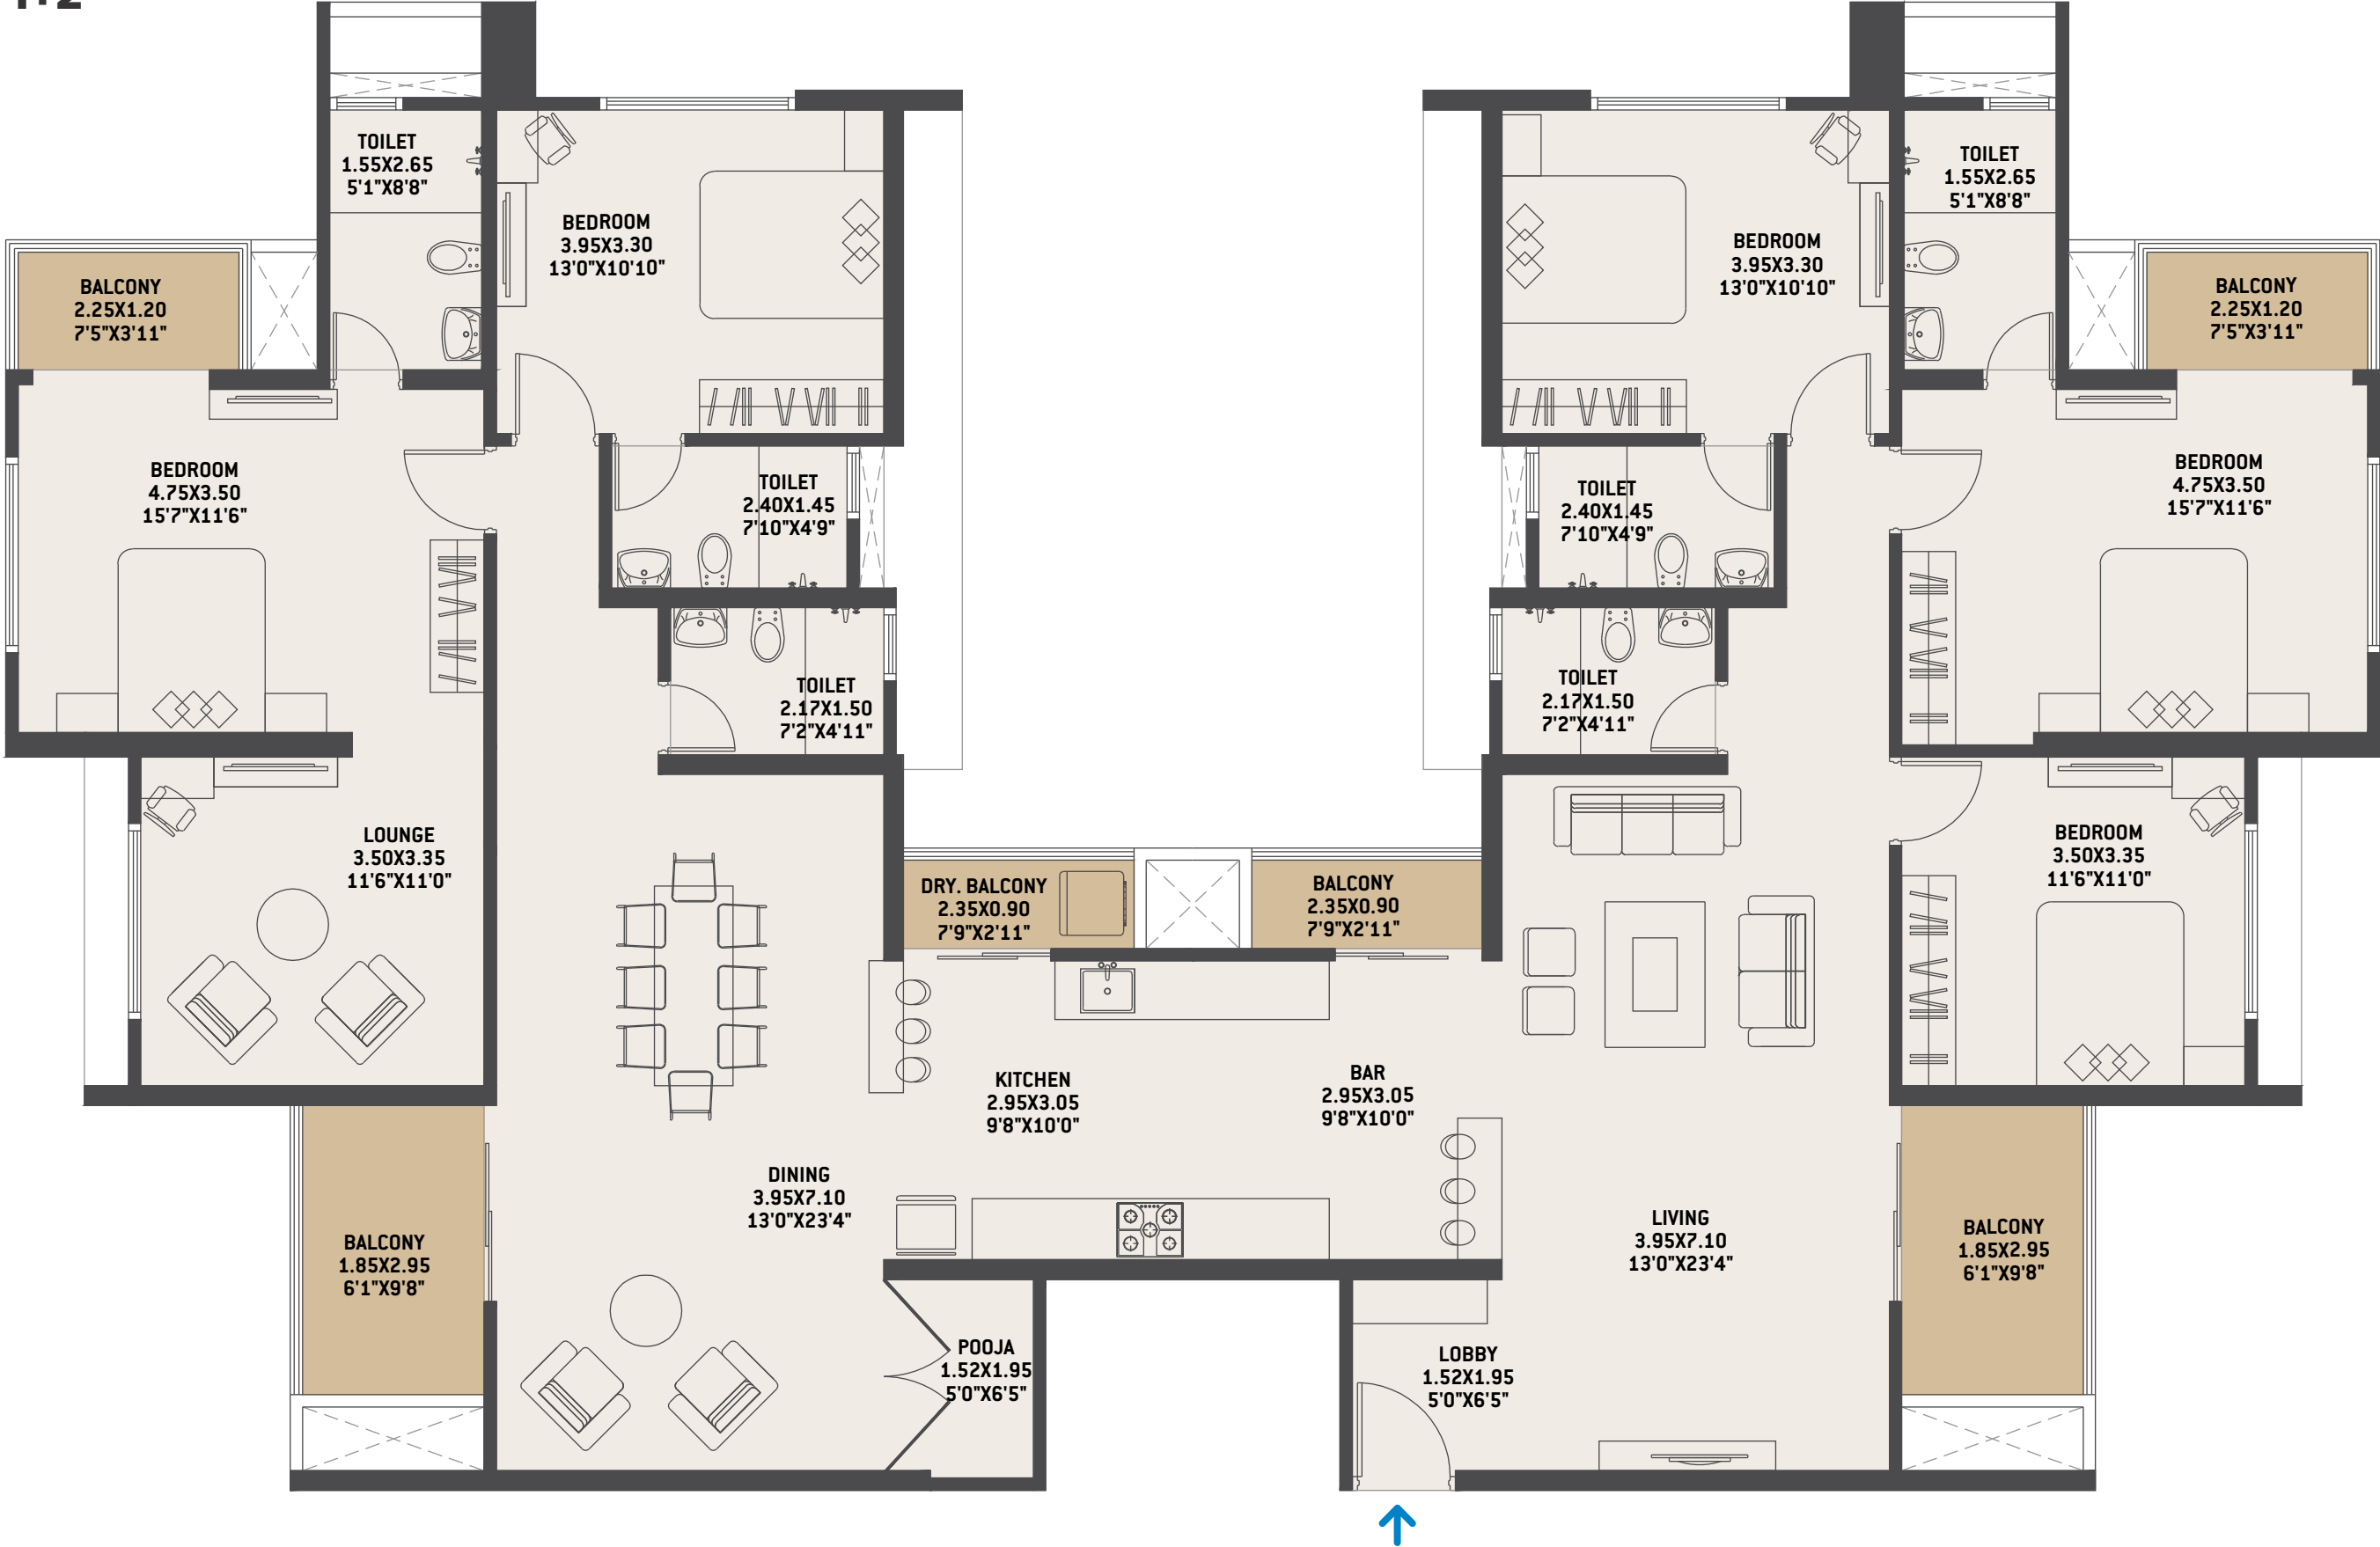 TOILET
1.55X2.65
5'1"X8'8"
BEDROOM
3.95X3.30
13'0"X10'10"
BEDROOM
3.95X3.30
13'0"X10'10"
TOILET
1.55X2.65
5'1"X8'8"
BALCONY
2.25X1.20
7'5"X3'11"
BALCONY
2.25X1.20
7'5"X3'11"
BEDROOM
4.75X3.50
15'7"X11'6"
TOILET
2.40X1.45
7'10"X4'9"
TOILET
2.40X1.45
7'10"X4'9"
BEDROOM
4.75X3.50
15'7"X11'6"
TOILET
2.17X1.50
7'2"X4'11"
TOILET
2.17X1.50
7'2"X4'11"
LOUNGE
3.50X3.35
11'6"X11'0"
DRY. BALCONY
2.35X0.90
7'9"X2'11"
BALCONY
2.35X0.90
7'9"X2'11"
BEDROOM
3.50X3.35
11'6"X11'0"
KITCHEN
2.95X3.05
9'8"X10'0"
BAR
2.95X3.05
9'8"X10'0"
DINING
3.95X7.10
13'0"X23'4"
LIVING
3.95X7.10
13'0"X23'4"
BALCONY
1.85X2.95
6'1"X9'8"
BALCONY
1.85X2.95
6'1"X9'8"
POOJA
1.52X1.95
5'0"X6'5"
LOBBY
1.52X1.95
5'0"X6'5"